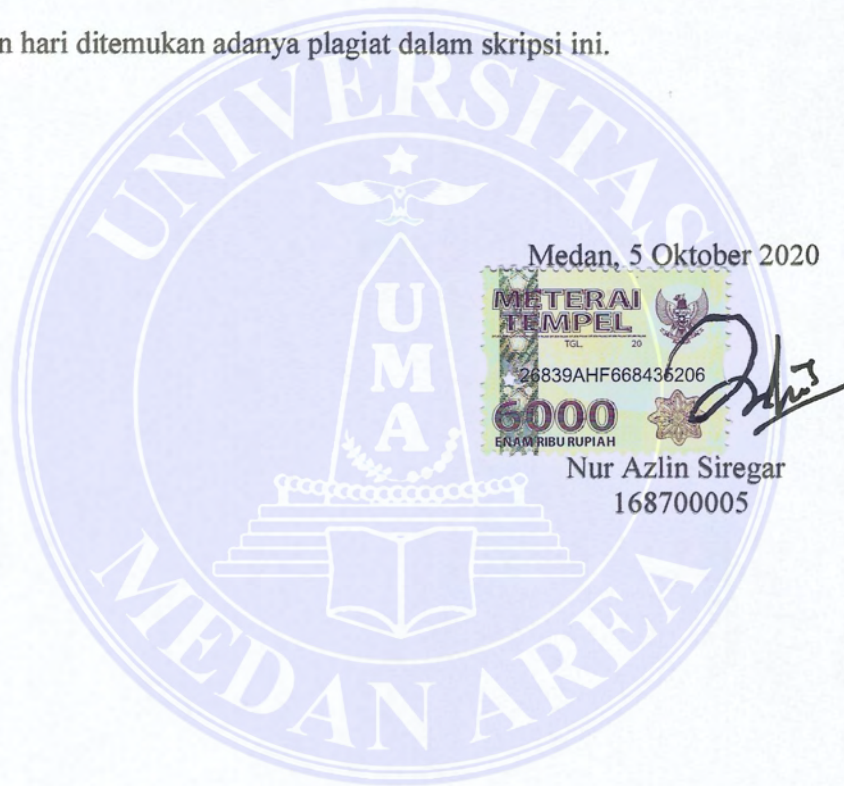 n hari ditemukan adanya plagiat dalam skripsi ini.
UNIVERSITAS
Medan, 5 Oktober 2020
METERAI
TEMPEL
TGL. 20
26839AHF668436206
6000
ENAM RIBU RUPIAH
Nur Azlin Siregar
168700005
UMA
MEDAN AREA